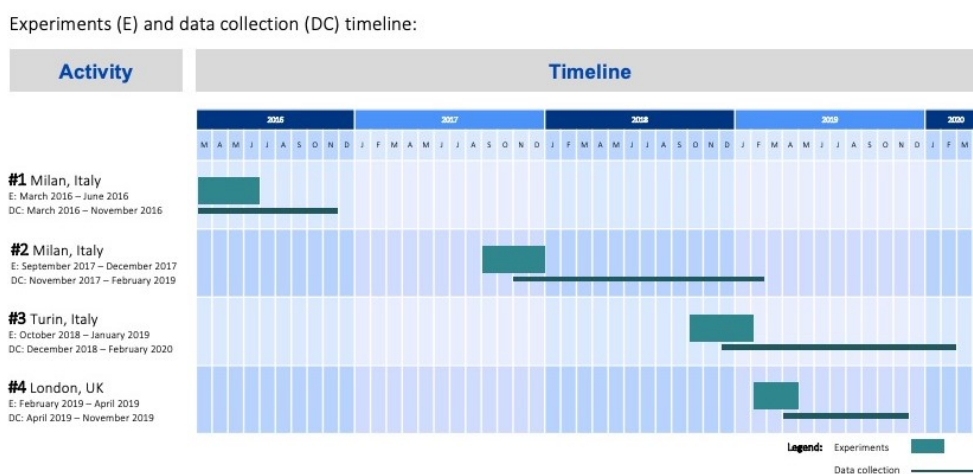 Experiments (E) and data collection (DC) timeline:
Activity Timeline
2016 2017 2018 2019 2020
M A M J J A S O N D J F M A M J J A S O N D J F M A M J J A S O N D J F M A M J J A S O N D J F M
#1 Milan, Italy
E: March 2016 – June 2016
DC: March 2016 – November 2016
#2 Milan, Italy
E: September 2017 – December 2017
DC: November 2017 – February 2019
#3 Turin, Italy
E: October 2018 – January 2019
DC: December 2018 – February 2020
#4 London, UK
E: February 2019 – April 2019
DC: April 2019 – November 2019
Legend: Experiments
Data collection